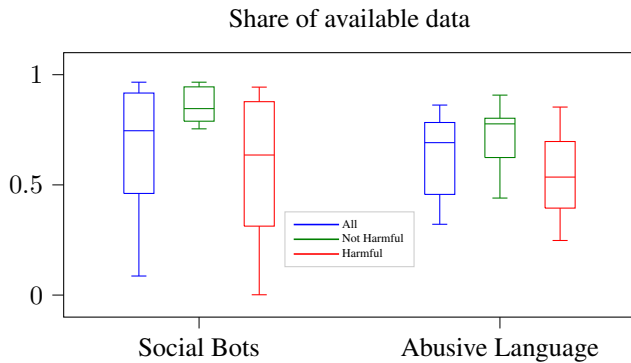 Share of available data
1
0.5
0
All
Not Harmful
Harmful
Social Bots
Abusive Language